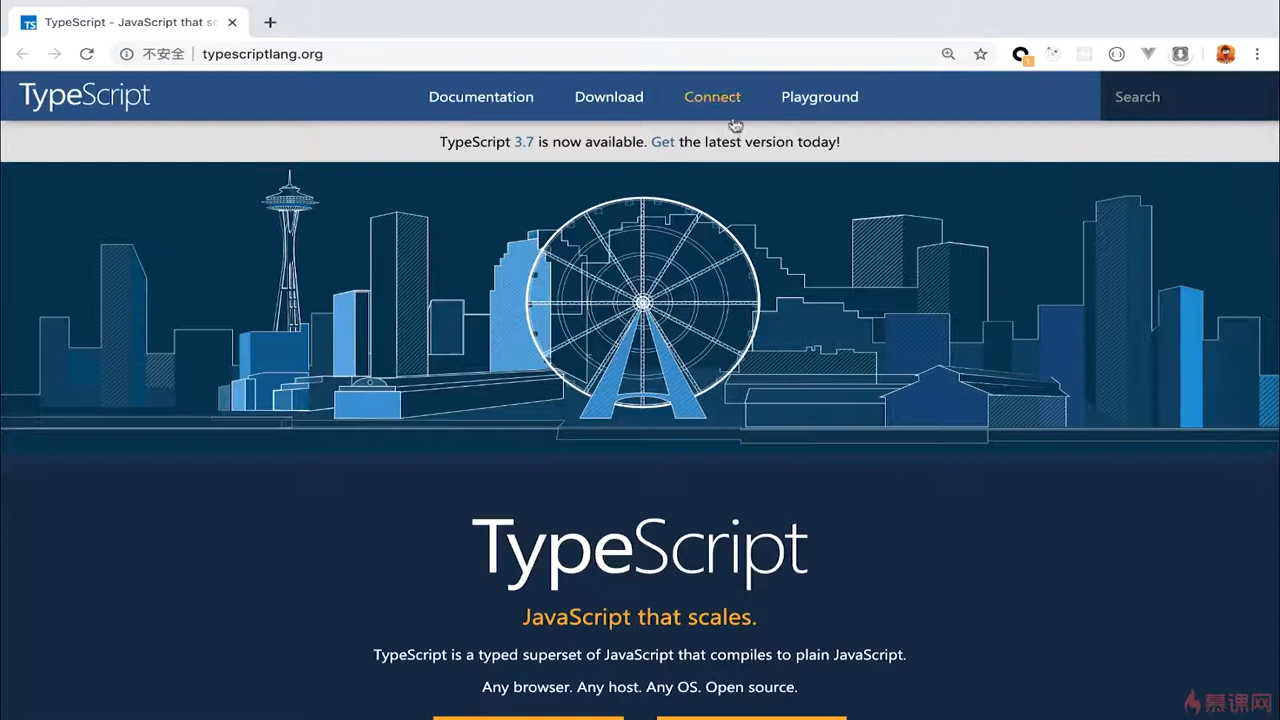 TS TypeScript - JavaScript that sc
不安全 typescriptlang.org
1
TypeScript Documentation Download Connect Playground Search
TypeScript 3.7 is now available. Get the latest version today!
TypeScript
JavaScript that scales.
TypeScript is a typed superset of JavaScript that compiles to plain JavaScript.
Any browser. Any host. Any OS. Open source.
慕课网